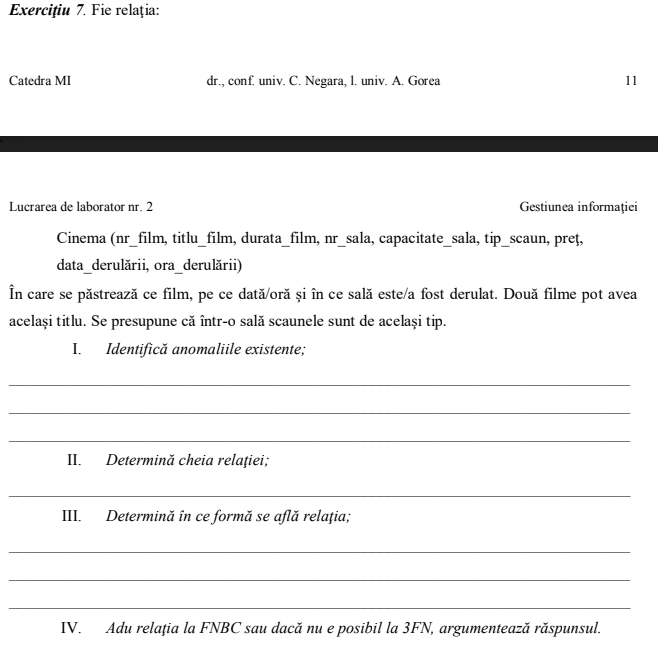 Exercițiu 7. Fie relația:
Catedra MI dr., conf. univ. C. Negara, l. univ. A. Gorea 11
Lucrarea de laborator nr. 2 Gestiunea informației
Cinema (nr_film, titlu_film, durata_film, nr_sala, capacitate_sala, tip_scaun, preț,
data_derulării, ora_derulării)
În care se păstrează ce film, pe ce dată/oră și în ce sală este/a fost derulat. Două filme pot avea
același titlu. Se presupune că într-o sală scaunele sunt de același tip.
I. Identifică anomaliile existente;
II. Determină cheia relației;
III. Determină în ce formă se află relația;
IV. Adu relația la FNBC sau dacă nu e posibil la 3FN, argumentează răspunsul.